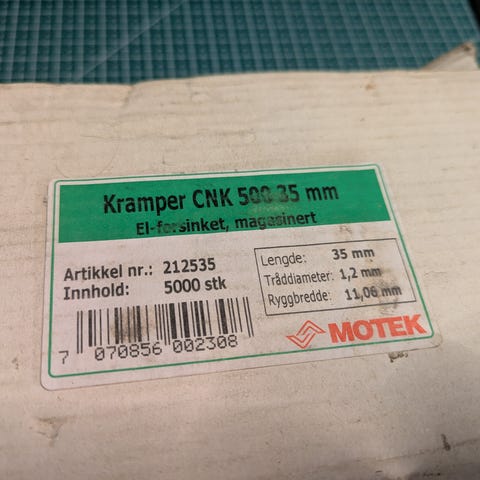 Kramper CNK 500 35 mm
El-forsinket, magasinert
Artikkel nr.: 212535
Innhold: 5000 stk
Lengde: 35 mm
Tråddiameter: 1,2 mm
Ryggbredde: 11,06 mm
7 070856 002308
MOTEK